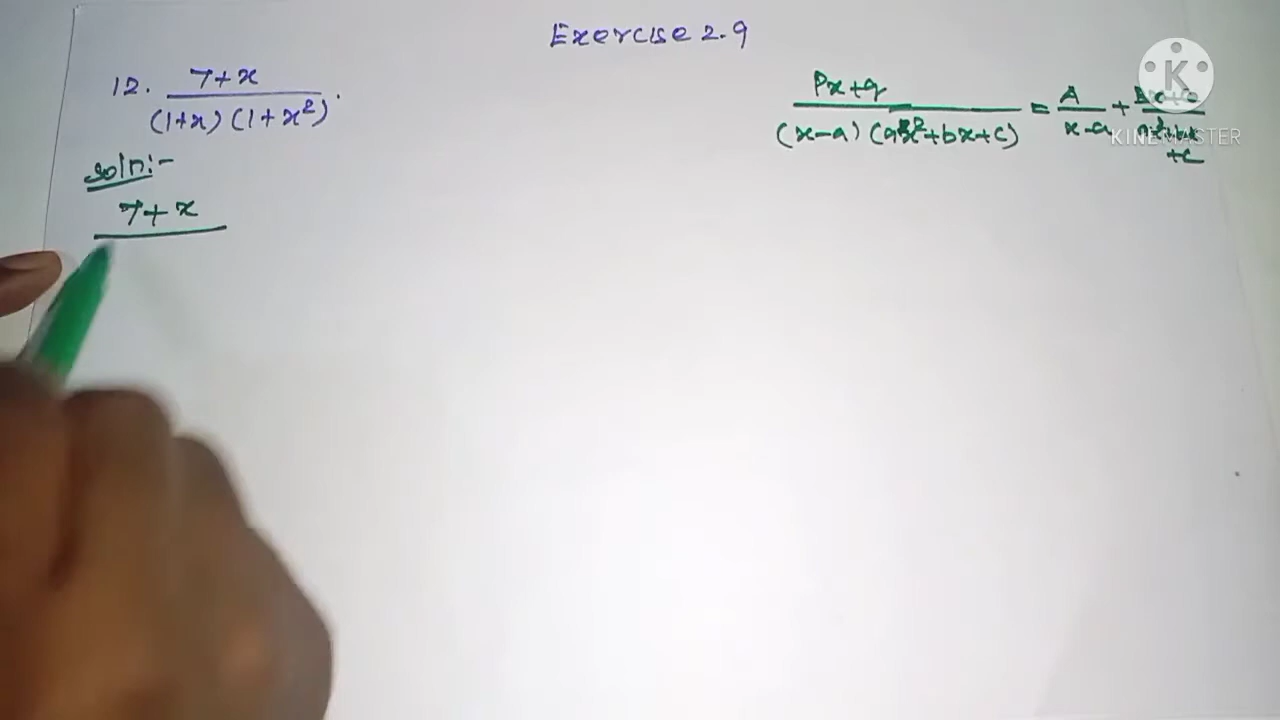 Exercise 2.9
12. 7+x / (1+x)(1+x²).
Px+q / (x-a)(ax²+bx+c) = A / x-a +
Soln:-
7+x
KINEMASTER